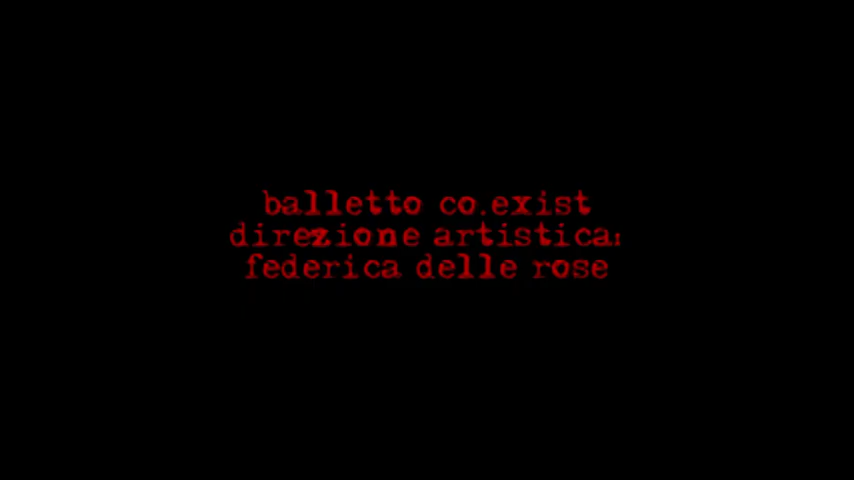 balletto co.exist
direzione artistica:
federica delle rose